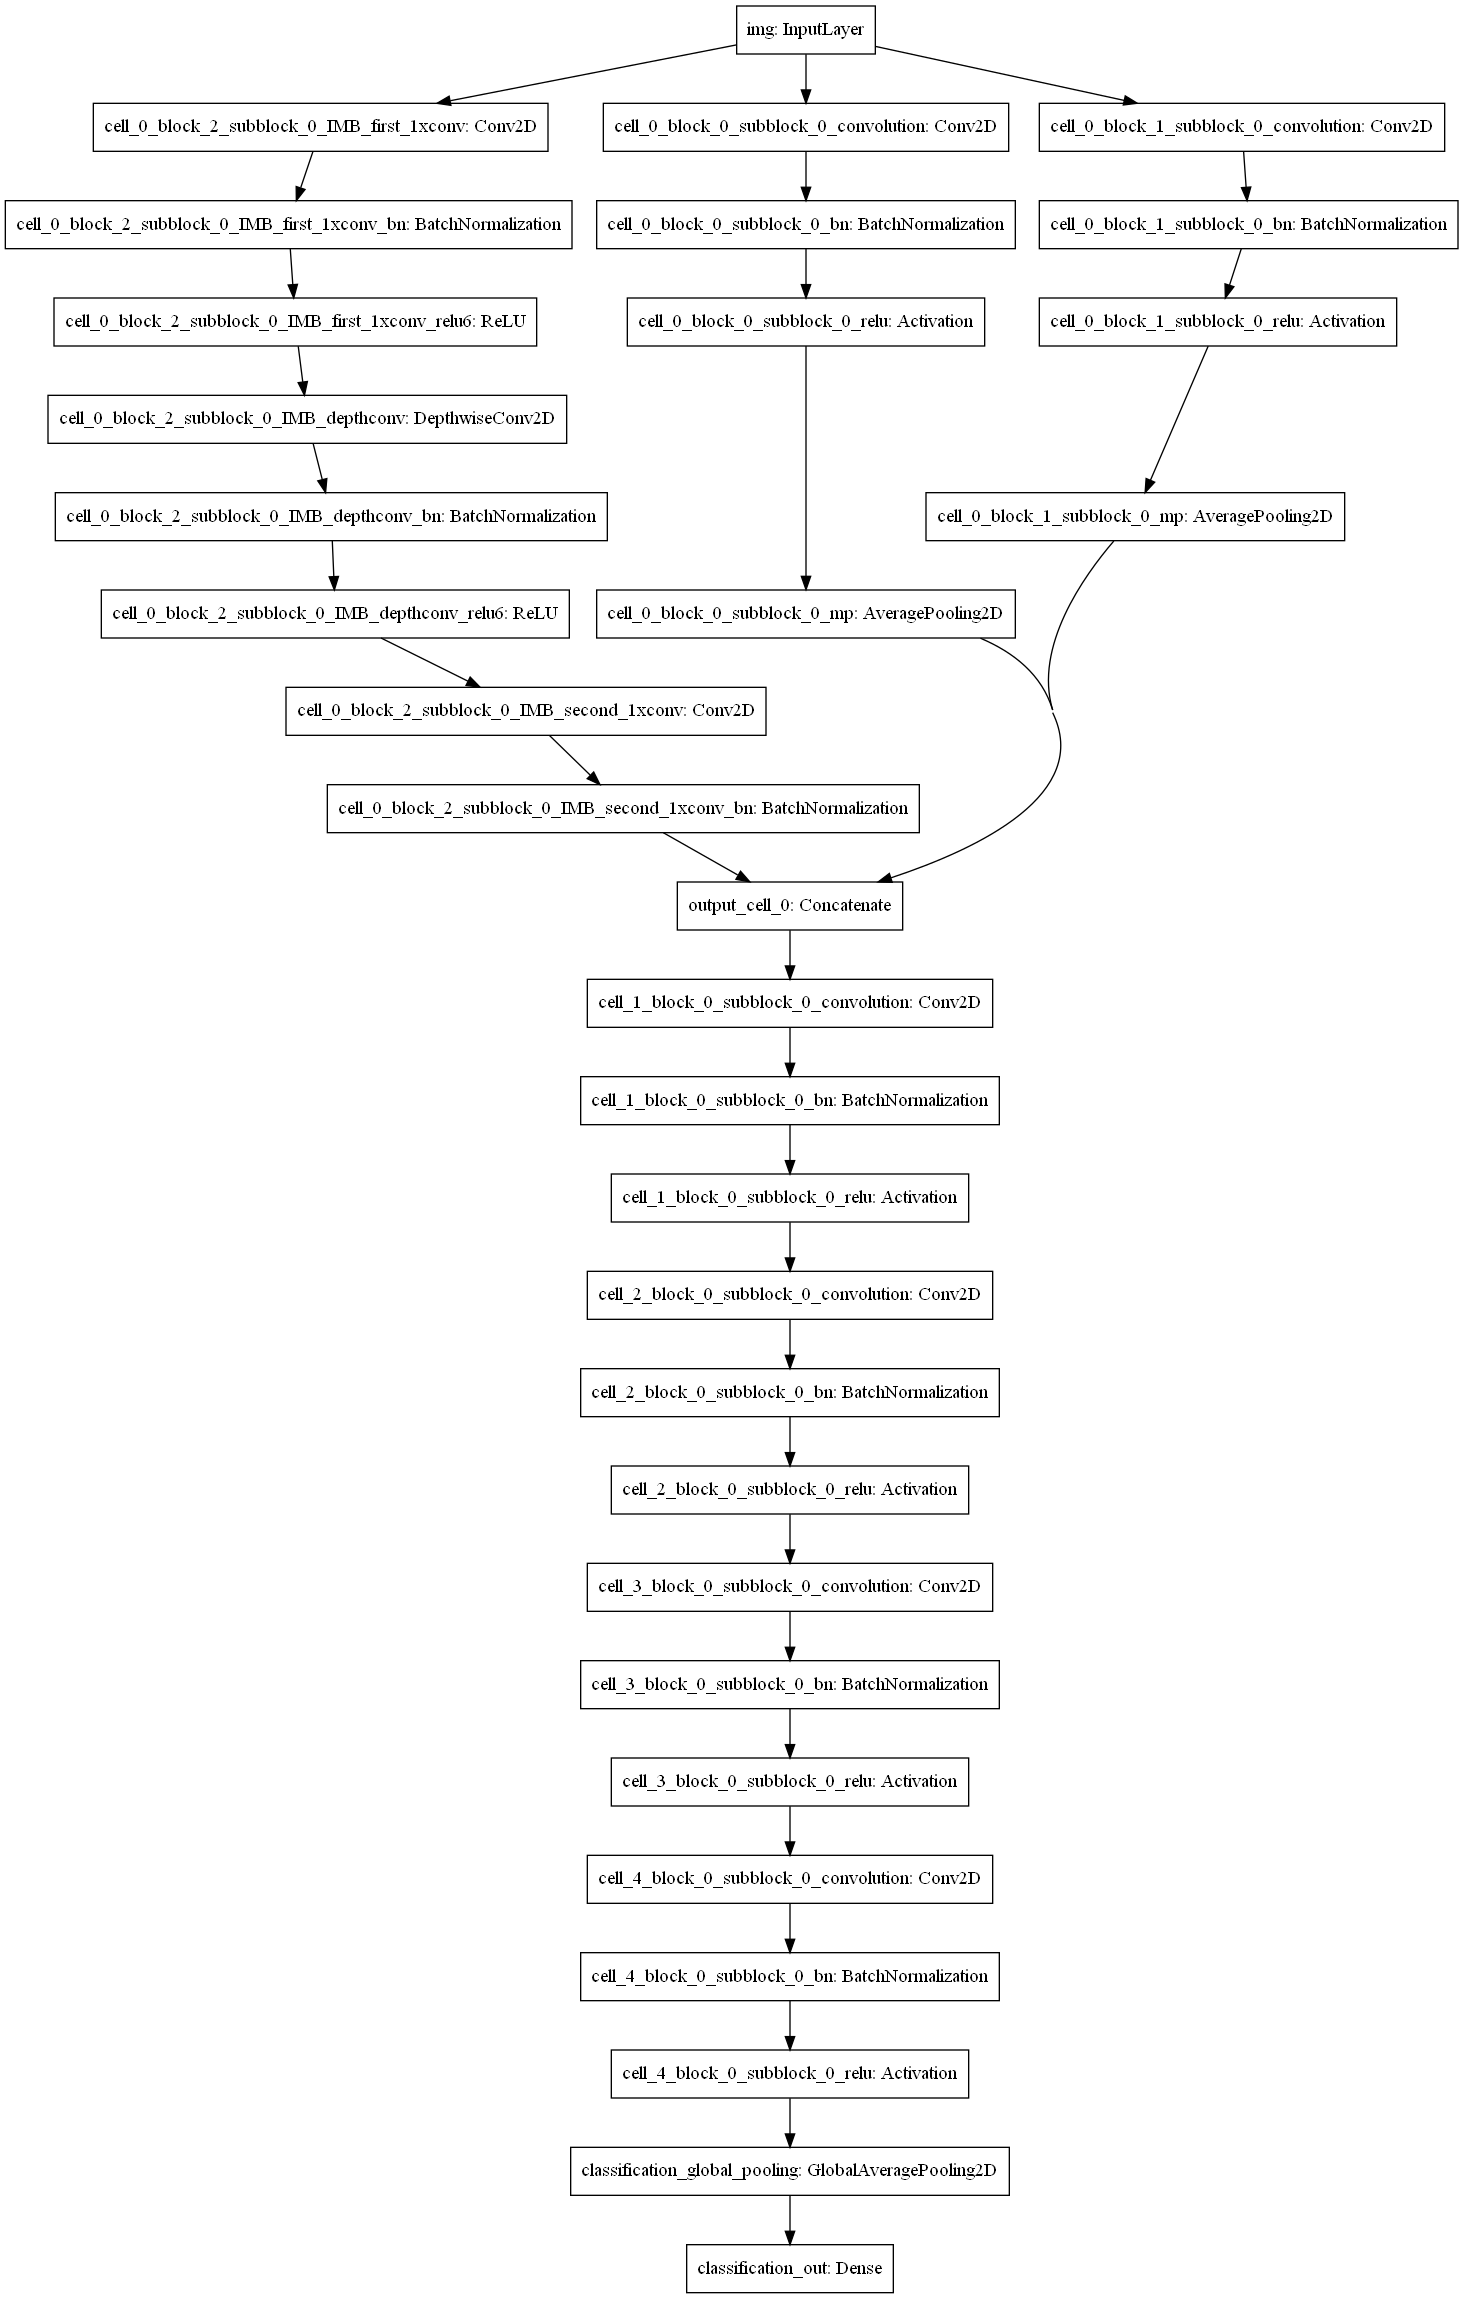 img: InputLayer
cell_0_block_2_subblock_0_IMB_first_1xconv: Conv2D
cell_0_block_0_subblock_0_convolution: Conv2D
cell_0_block_1_subblock_0_convolution: Conv2D
cell_0_block_2_subblock_0_IMB_first_1xconv_bn: BatchNormalization
cell_0_block_0_subblock_0_bn: BatchNormalization
cell_0_block_1_subblock_0_bn: BatchNormalization
cell_0_block_2_subblock_0_IMB_first_1xconv_relu6: ReLU
cell_0_block_0_subblock_0_relu: Activation
cell_0_block_1_subblock_0_relu: Activation
cell_0_block_2_subblock_0_IMB_depthconv: DepthwiseConv2D
cell_0_block_2_subblock_0_IMB_depthconv_bn: BatchNormalization
cell_0_block_1_subblock_0_mp: AveragePooling2D
cell_0_block_2_subblock_0_IMB_depthconv_relu6: ReLU
cell_0_block_0_subblock_0_mp: AveragePooling2D
cell_0_block_2_subblock_0_IMB_second_1xconv: Conv2D
cell_0_block_2_subblock_0_IMB_second_1xconv_bn: BatchNormalization
output_cell_0: Concatenate
cell_1_block_0_subblock_0_convolution: Conv2D
cell_1_block_0_subblock_0_bn: BatchNormalization
cell_1_block_0_subblock_0_relu: Activation
cell_2_block_0_subblock_0_convolution: Conv2D
cell_2_block_0_subblock_0_bn: BatchNormalization
cell_2_block_0_subblock_0_relu: Activation
cell_3_block_0_subblock_0_convolution: Conv2D
cell_3_block_0_subblock_0_bn: BatchNormalization
cell_3_block_0_subblock_0_relu: Activation
cell_4_block_0_subblock_0_convolution: Conv2D
cell_4_block_0_subblock_0_bn: BatchNormalization
cell_4_block_0_subblock_0_relu: Activation
classification_global_pooling: GlobalAveragePooling2D
classification_out: Dense